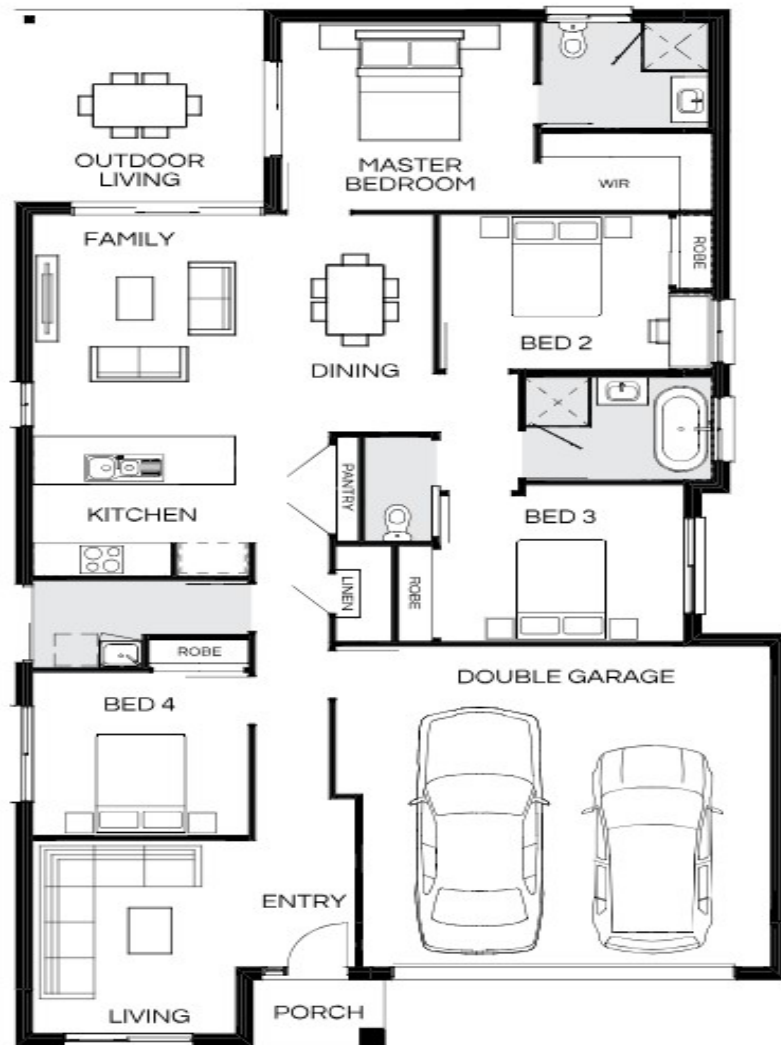 OUTDOOR
LIVING
MASTER
BEDROOM
WIR
FAMILY
ROBE
DINING
BED 2
PANTRY
KITCHEN
BED 3
LINEN
ROBE
ROBE
BED 4
DOUBLE GARAGE
ENTRY
LIVING
PORCH